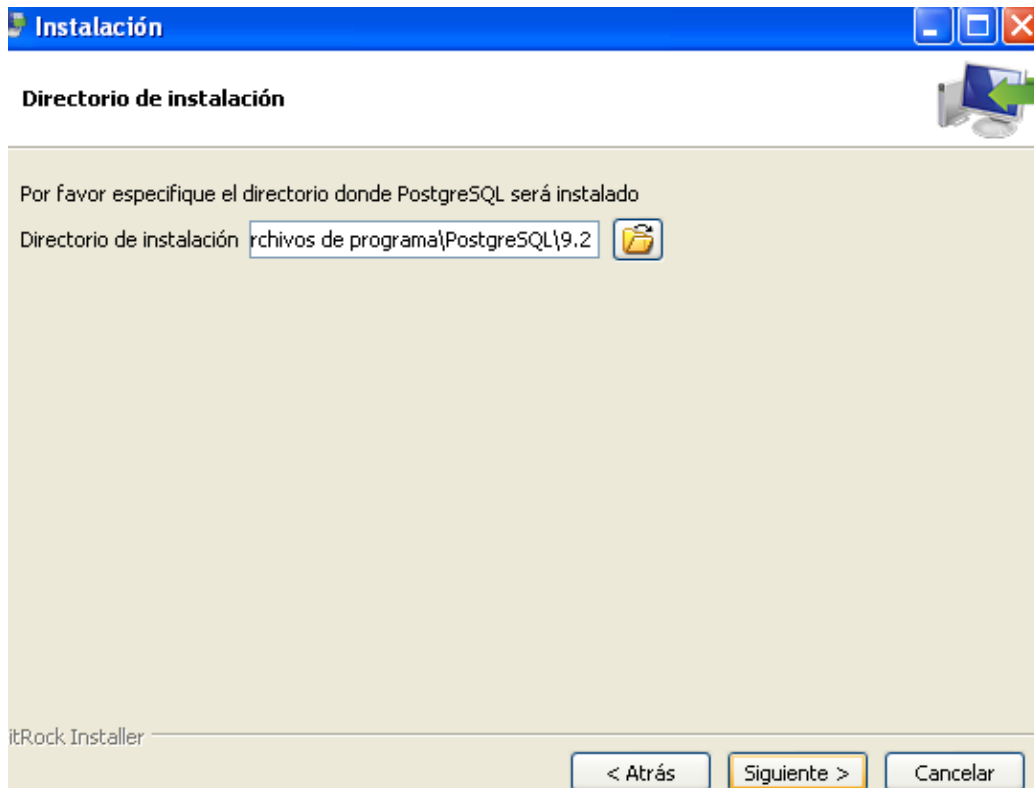 Instalación
Directorio de instalación
Por favor especifique el directorio donde PostgreSQL será instalado
Directorio de instalación rchivos de programa\PostgreSQL\9.2
itRock Installer
< Atrás Siguiente > Cancelar